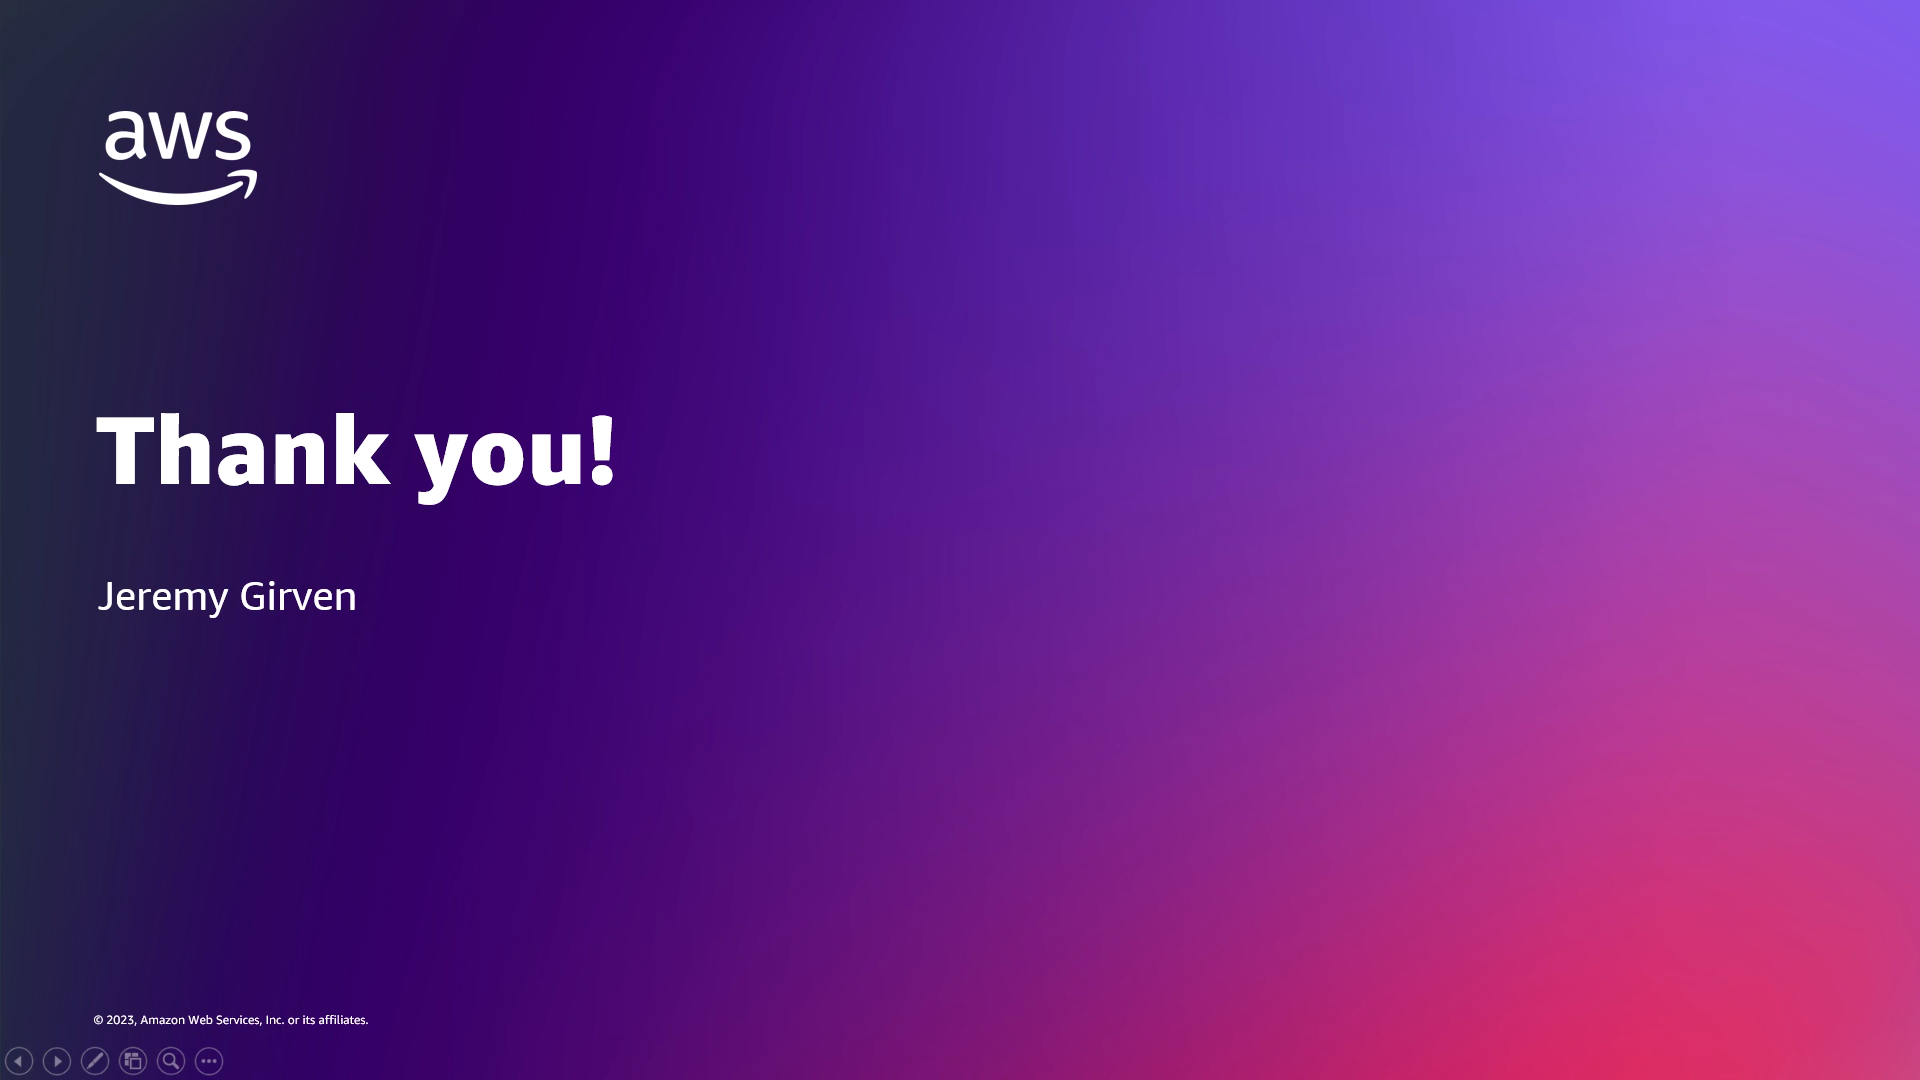 aws
Thank you!
Jeremy Girven
© 2023, Amazon Web Services, Inc. or its affiliates.